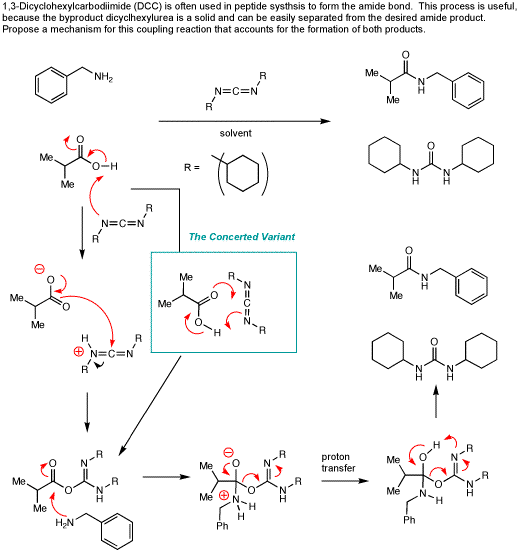 1,3-Dicyclohexylcarbodiimide (DCC) is often used in peptide systhsis to form the amide bond. This process is useful,
because the byproduct dicyclhexylurea is a solid and can be easily separated from the desired amide product.
Propose a mechanism for this coupling reaction that accounts for the formation of both products.
NH2
R
N=C=N
R
solvent
R =
Me
O
N
H
Me
Me
O
O-H
Me
O
N
H
N
H
R
N=C=N
R
The Concerted Variant
Me
O
Me
O
H
R
N
C
N
R
O
Me
O
Me
H
N=C=N
R
R
Me
O
N
H
Me
O
N
H
N
H
O
Me
O
Me
N
R
N
R
H
H2N
O
Me
Me
O
N
R
N
R
H
NH2
Ph
proton
transfer
O
H
N
R
Me
Me
O
N
R
H
N
H
Ph